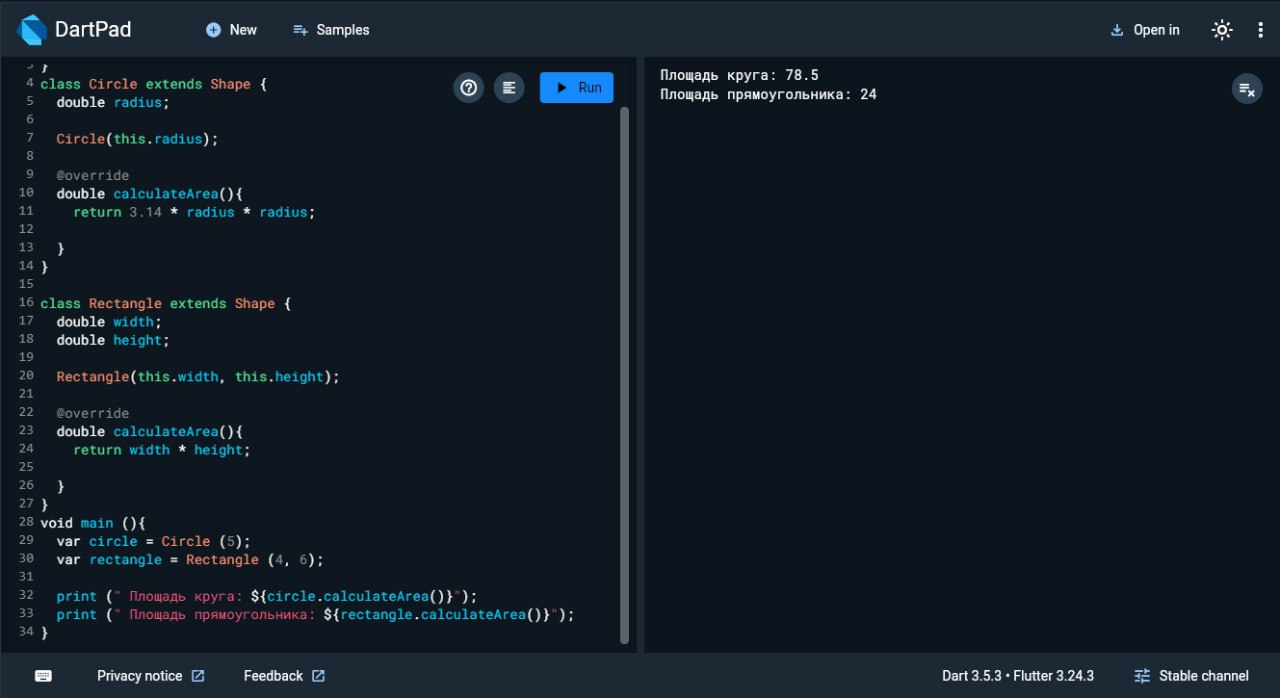 DartPad
New
Samples
Open in
3 }
4 class Circle extends Shape {
5 double radius;
6
7 Circle(this.radius);
8
9 @override
10 double calculateArea(){
11 return 3.14 * radius * radius;
12
13 }
14 }
15
16 class Rectangle extends Shape {
17 double width;
18 double height;
19
20 Rectangle(this.width, this.height);
21
22 @override
23 double calculateArea(){
24 return width * height;
25
26 }
27 }
28 void main (){
29 var circle = Circle (5);
30 var rectangle = Rectangle (4, 6);
31
32 print (" Площадь круга: ${circle.calculateArea()}");
33 print (" Площадь прямоугольника: ${rectangle.calculateArea()}");
34 }
Run
Площадь круга: 78.5
Площадь прямоугольника: 24
Privacy notice
Feedback
Dart 3.5.3 • Flutter 3.24.3
Stable channel